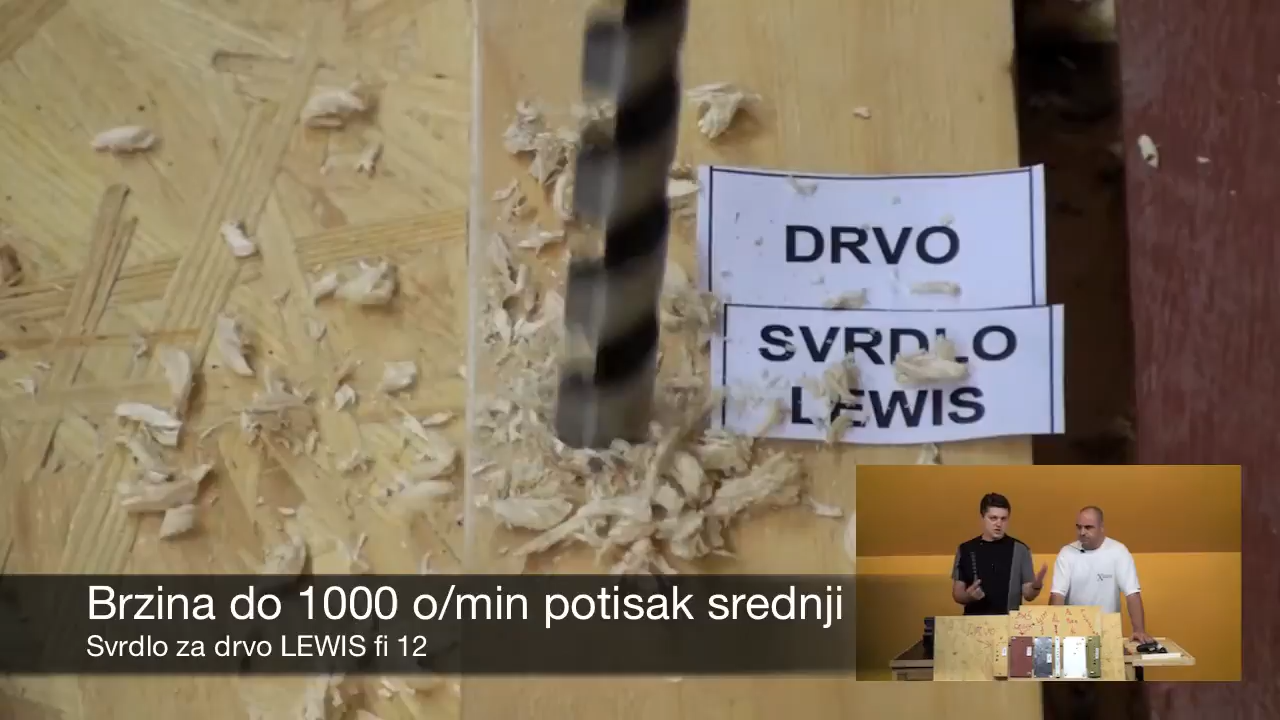 DRVO
SVRDLO
LEWIS
Brzina do 1000 o/min potisak srednji
Svrdlo za drvo LEWIS fi 12